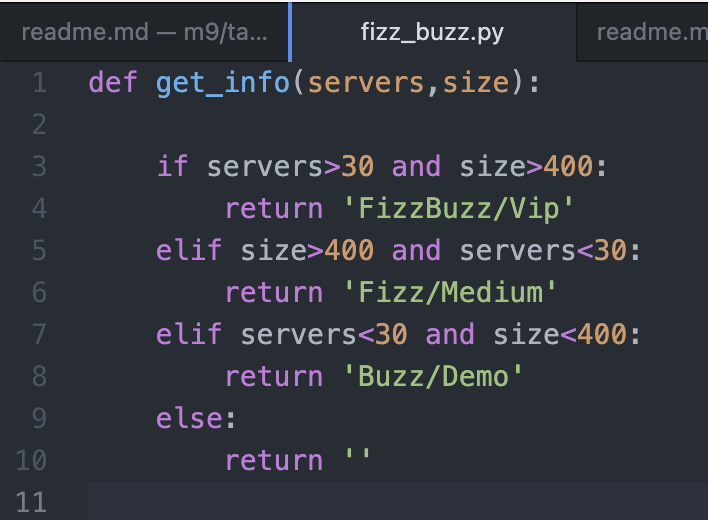 readme.md — m9/ta... fizz_buzz.py readme.m
1 def get_info(servers,size):
2
3 if servers>30 and size>400:
4 return 'FizzBuzz/Vip'
5 elif size>400 and servers<30:
6 return 'Fizz/Medium'
7 elif servers<30 and size<400:
8 return 'Buzz/Demo'
9 else:
10 return ''
11